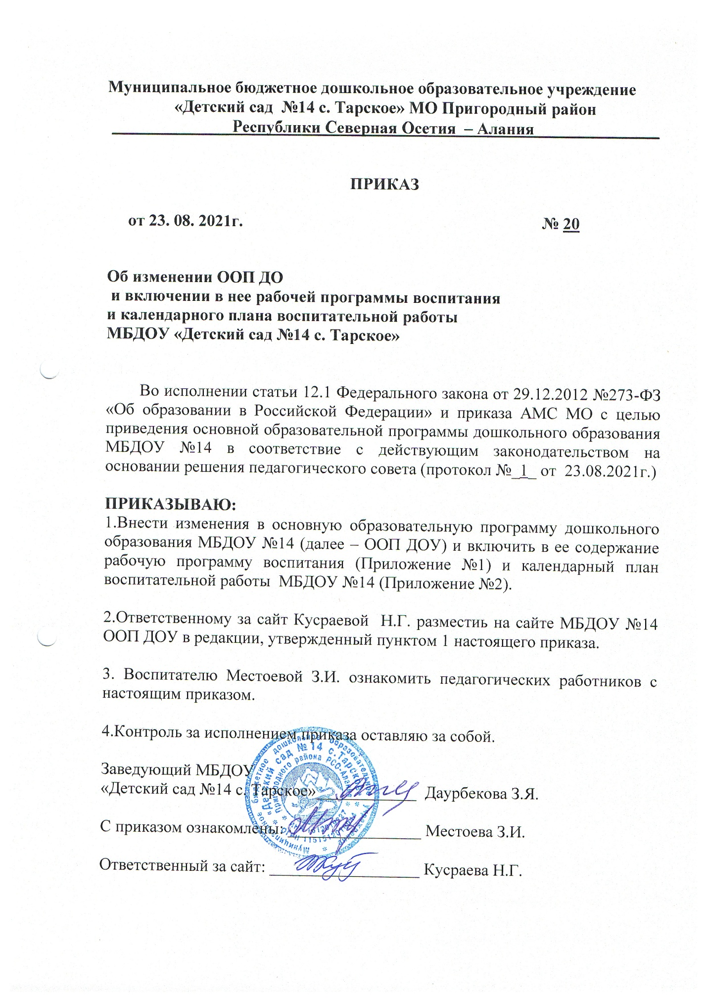 Муниципальное бюджетное дошкольное образовательное учреждение
«Детский сад №14 с. Тарское» МО Пригородный район
Республики Северная Осетия – Алания
ПРИКАЗ
от 23. 08. 2021г. № 20
Об изменении ООП ДО
и включении в нее рабочей программы воспитания
и календарного плана воспитательной работы
МБДОУ «Детский сад №14 с. Тарское»
Во исполнении статьи 12.1 Федерального закона от 29.12.2012 №273-ФЗ
«Об образовании в Российской Федерации» и приказа АМС МО с целью
приведения основной образовательной программы дошкольного образования
МБДОУ №14 в соответствие с действующим законодательством на
основании решения педагогического совета (протокол №_1_ от 23.08.2021г.)
ПРИКАЗЫВАЮ:
1.Внести изменения в основную образовательную программу дошкольного
образования МБДОУ №14 (далее – ООП ДОУ) и включить в ее содержание
рабочую программу воспитания (Приложение №1) и календарный план
воспитательной работы МБДОУ №14 (Приложение №2).
2.Ответственному за сайт Кусраевой Н.Г. разместиь на сайте МБДОУ №14
ООП ДОУ в редакции, утвержденный пунктом 1 настоящего приказа.
3. Воспитателю Местоевой З.И. ознакомить педагогических работников с
настоящим приказом.
4.Контроль за исполнением приказа оставляю за собой.
Заведующий МБДОУ
«Детский сад №14 с. Тарское»____________ Даурбекова З.Я.
С приказом ознакомлены: ________________ Местоева З.И.
Ответственный за сайт: __________________ Кусраева Н.Г.
Муниципальное бюджетное дошкольное образовательное учреждение
«Детский сад №14 с.Тарское»
Пригородного района РСО-Алания